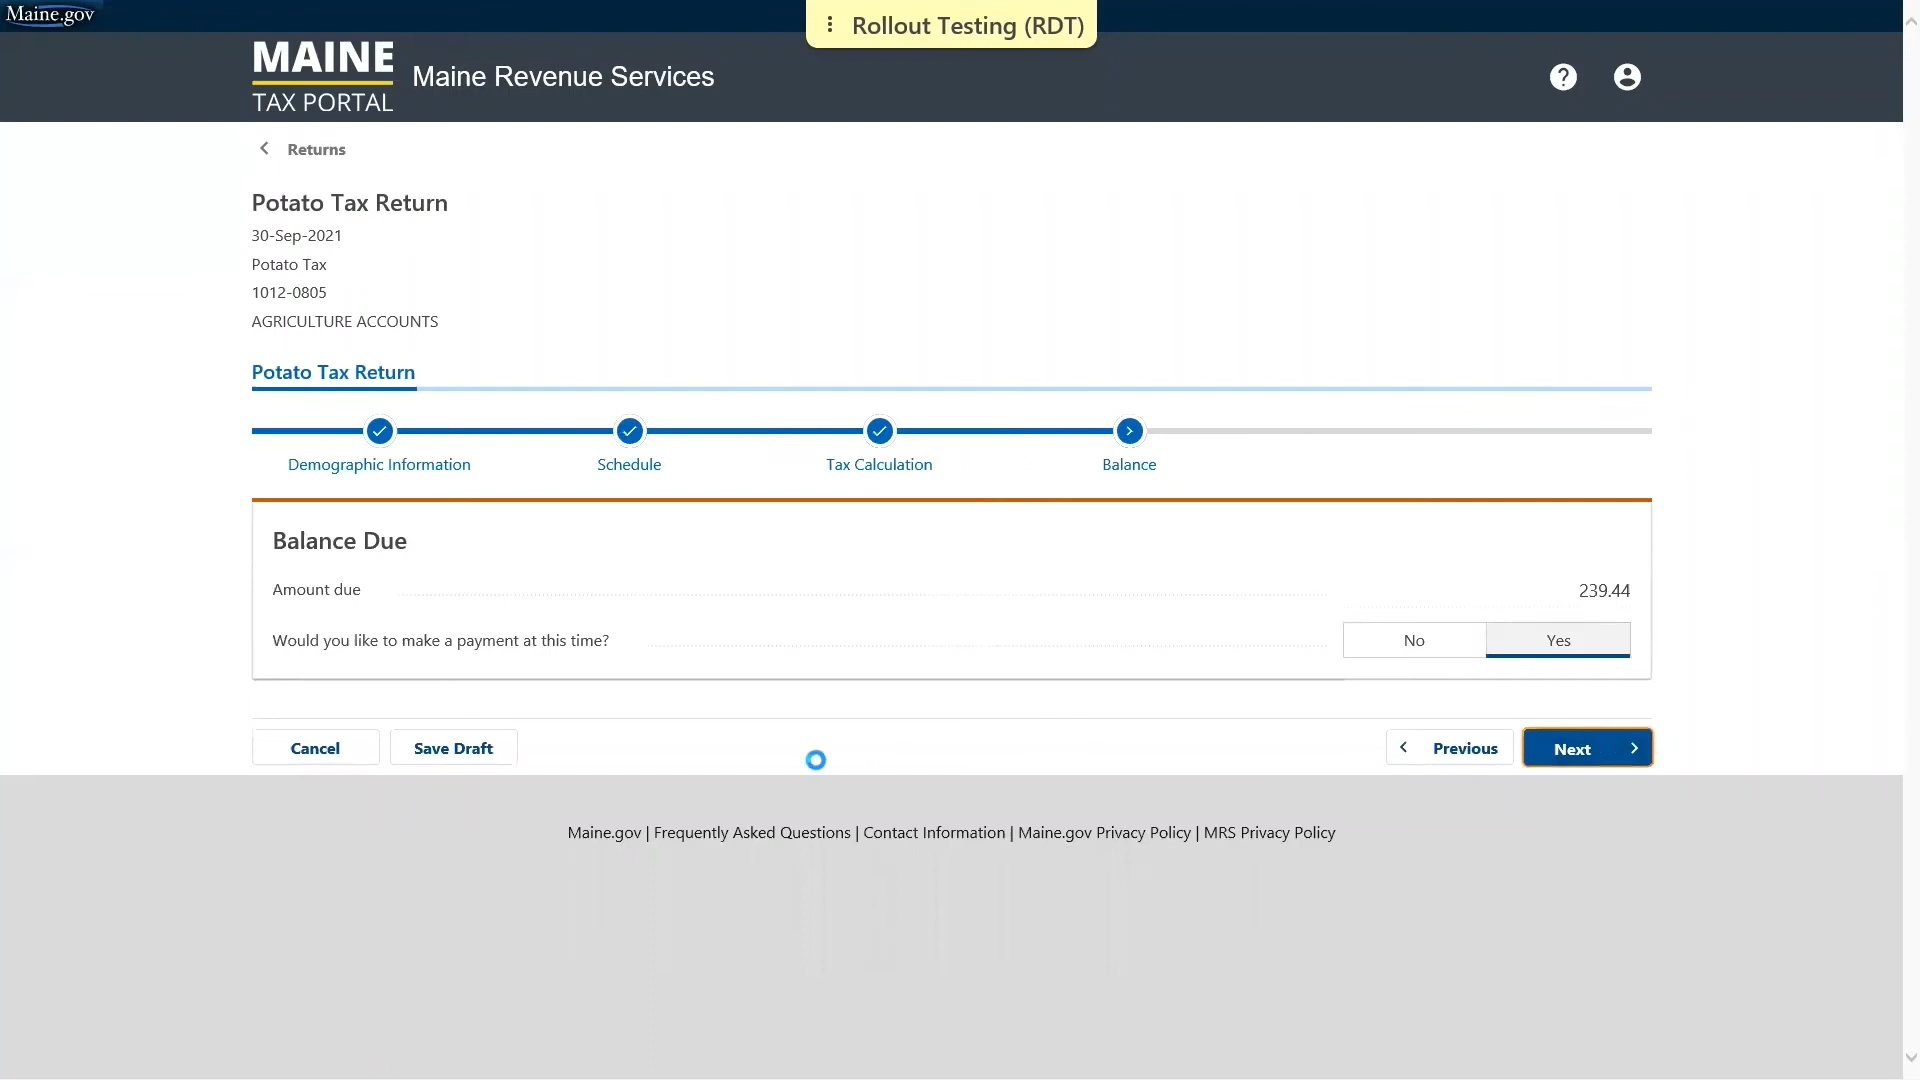 Maine.gov
Rollout Testing (RDT)
MAINE
TAX PORTAL
Maine Revenue Services
Returns
Potato Tax Return
30-Sep-2021
Potato Tax
1012-0805
AGRICULTURE ACCOUNTS
Potato Tax Return
Demographic Information
Schedule
Tax Calculation
Balance
Balance Due
Amount due 239.44
Would you like to make a payment at this time? No Yes
Cancel Save Draft Previous Next
Maine.gov | Frequently Asked Questions | Contact Information | Maine.gov Privacy Policy | MRS Privacy Policy